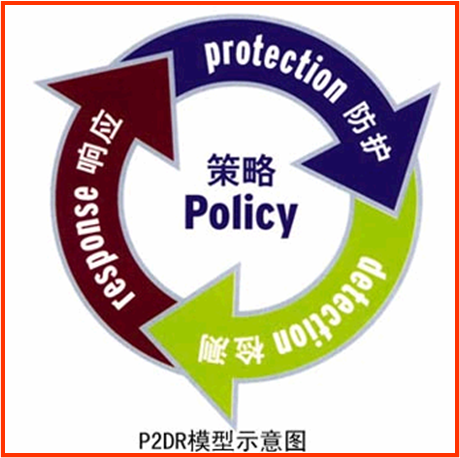 protection 防护
策略
Policy
response 响应
detection 检测
P2DR模型示意图